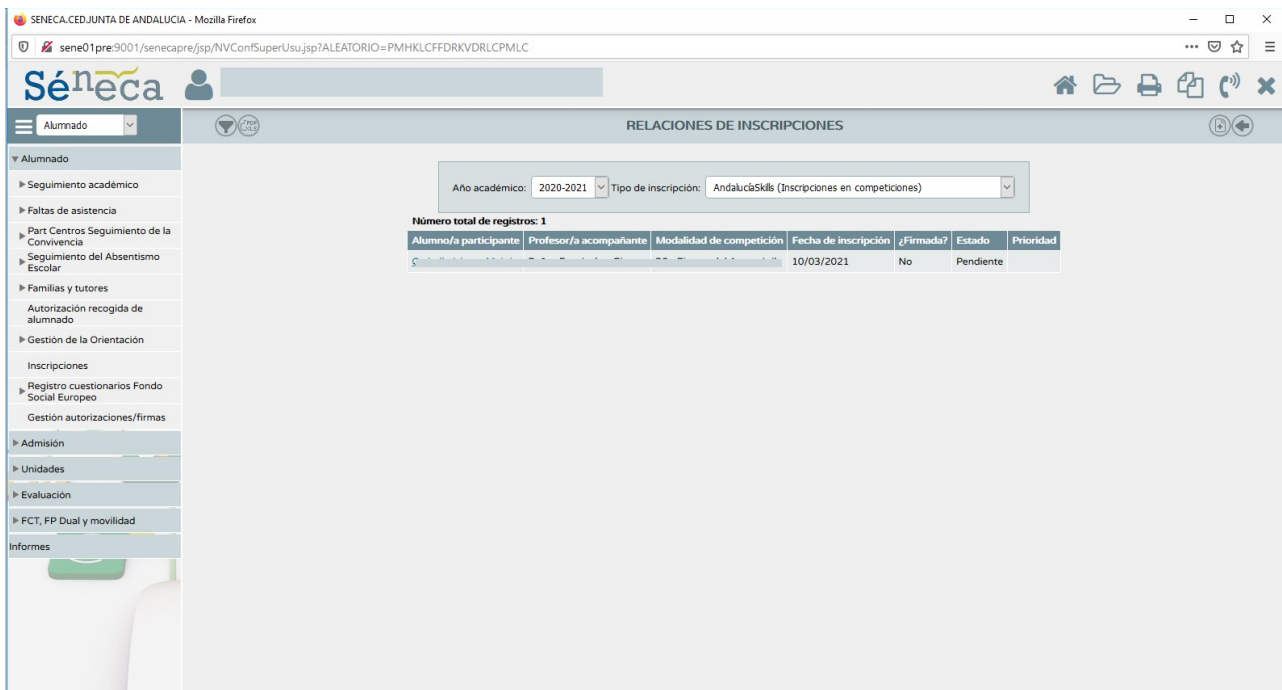 SENECA.CED.JUNTA DE ANDALUCIA - Mozilla Firefox
sene01pre:9001/senecapre/jsp/NVConfSuperUsu.jsp?ALEATORIO=PMHKLCFFDRKVDRLCPMLC
Séneca
Alumnado
PDF
XLS
RELACIONES DE INSCRIPCIONES
Alumnado
Seguimiento académico
Faltas de asistencia
Part Centros Seguimiento de la
Convivencia
Seguimiento del Absentismo
Escolar
Familias y tutores
Autorización recogida de
alumnado
Gestión de la Orientación
Inscripciones
Registro cuestionarios Fondo
Social Europeo
Gestión autorizaciones/firmas
Admisión
Unidades
Evaluación
FCT, FP Dual y movilidad
Informes
Año académico: 2020-2021 Tipo de inscripción: AndalucíaSkills (Inscripciones en competiciones)
Número total de registros: 1
Alumno/a participante Profesor/a acompañante Modalidad de competición Fecha de inscripción ¿Firmada? Estado Prioridad
10/03/2021 No Pendiente